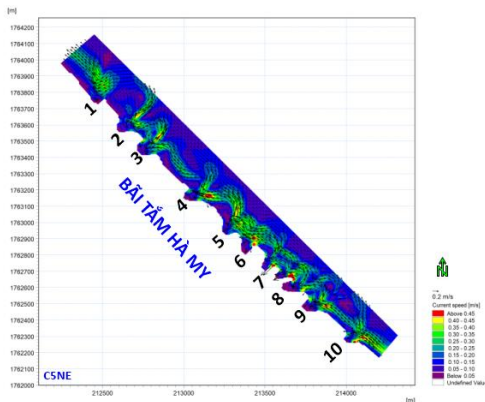 [m]
1764200
1764100
1764000
1763900
1763800
1763700
1763600
1763500
1763400
1763300
1763200
1763100
1763000
1762900
1762800
1762700
1762600
1762500
1762400
1762300
1762200
1762100
1762000
1
2
3
4
5
6
7
8
9
10
BÃI TẮM HÀ MY
C5NE
212500
213000
213500
214000
[m]
0.2 m/s
Current speed [m/s]
Above 0.45
0.40 - 0.45
0.35 - 0.40
0.30 - 0.35
0.25 - 0.30
0.20 - 0.25
0.15 - 0.20
0.10 - 0.15
0.05 - 0.10
Below 0.05
Undefined Valu